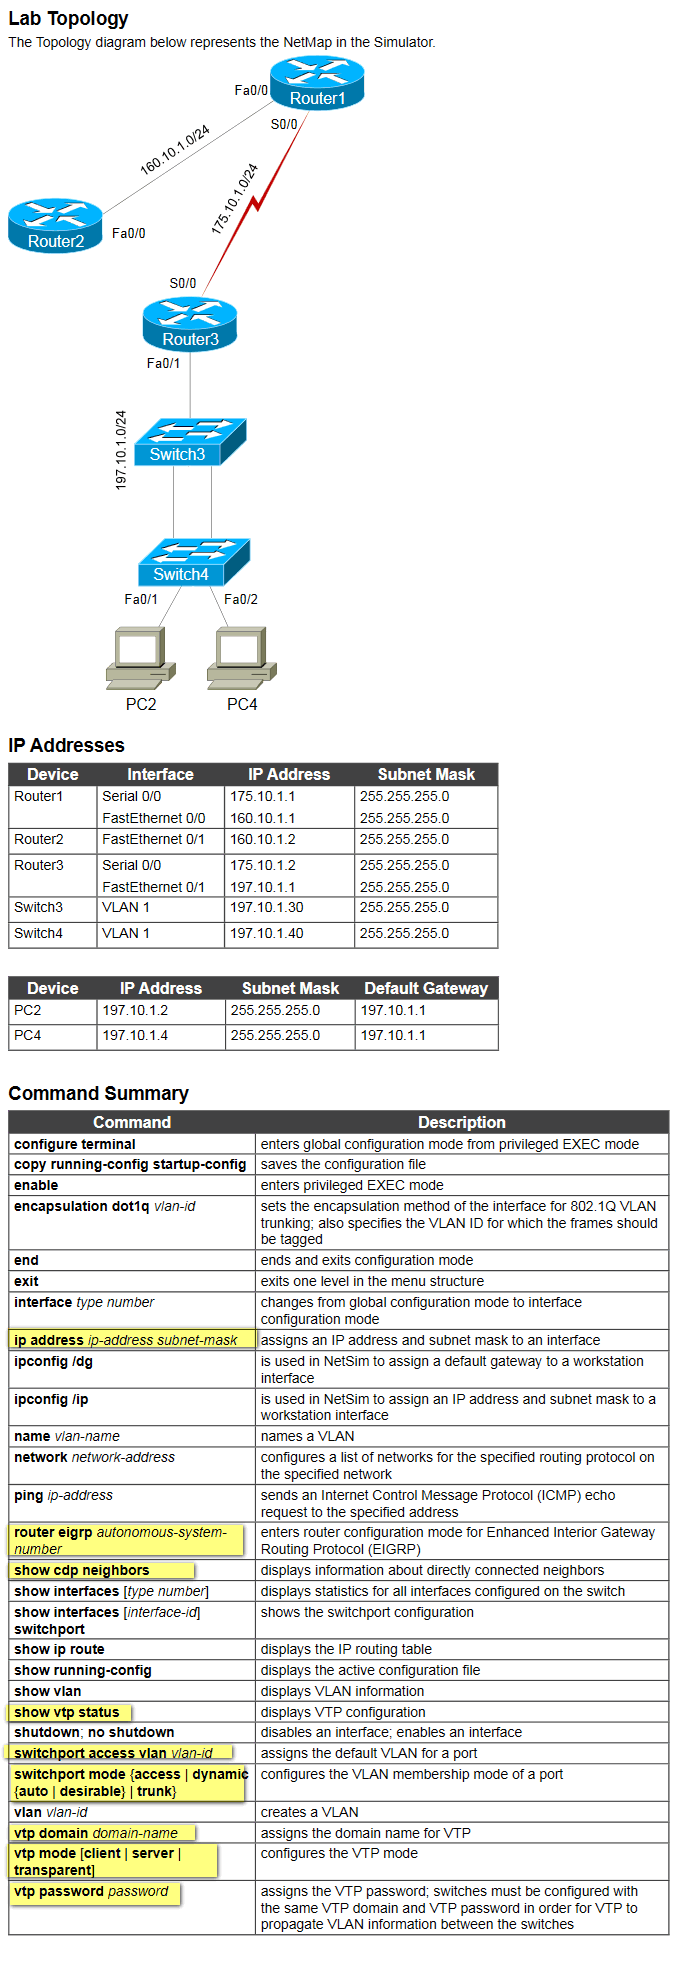 Lab Topology
The Topology diagram below represents the NetMap in the Simulator.
Fa0/0
Router1
S0/0
160.10.1.0/24
175.10.1.0/24
Router2
Fa0/0
S0/0
Router3
Fa0/1
197.10.1.0/24
Switch3
Switch4
Fa0/1
Fa0/2
PC2
PC4
IP Addresses
Device Interface IP Address Subnet Mask
Router1 Serial 0/0 175.10.1.1 255.255.255.0
FastEthernet 0/0 160.10.1.1 255.255.255.0
Router2 FastEthernet 0/1 160.10.1.2 255.255.255.0
Router3 Serial 0/0 175.10.1.2 255.255.255.0
FastEthernet 0/1 197.10.1.1 255.255.255.0
Switch3 VLAN 1 197.10.1.30 255.255.255.0
Switch4 VLAN 1 197.10.1.40 255.255.255.0
Device IP Address Subnet Mask Default Gateway
PC2 197.10.1.2 255.255.255.0 197.10.1.1
PC4 197.10.1.4 255.255.255.0 197.10.1.1
Command Summary
Command Description
configure terminal enters global configuration mode from privileged EXEC mode
copy running-config startup-config saves the configuration file
enable enters privileged EXEC mode
encapsulation dot1q vlan-id sets the encapsulation method of the interface for 802.1Q VLAN
trunking; also specifies the VLAN ID for which the frames should
be tagged
end ends and exits configuration mode
exit exits one level in the menu structure
interface type number changes from global configuration mode to interface
configuration mode
ip address ip-address subnet-mask assigns an IP address and subnet mask to an interface
ipconfig /dg is used in NetSim to assign a default gateway to a workstation
interface
ipconfig /ip is used in NetSim to assign an IP address and subnet mask to a
workstation interface
name vlan-name names a VLAN
network network-address configures a list of networks for the specified routing protocol on
the specified network
ping ip-address sends an Internet Control Message Protocol (ICMP) echo
request to the specified address
router eigrp autonomous-system- enters router configuration mode for Enhanced Interior Gateway
number Routing Protocol (EIGRP)
show cdp neighbors displays information about directly connected neighbors
show interfaces [type number] displays statistics for all interfaces configured on the switch
show interfaces [interface-id] shows the switchport configuration
switchport
show ip route displays the IP routing table
show running-config displays the active configuration file
show vlan displays VLAN information
show vtp status displays VTP configuration
shutdown; no shutdown disables an interface; enables an interface
switchport access vlan vlan-id assigns the default VLAN for a port
switchport mode {access | dynamic configures the VLAN membership mode of a port
{auto | desirable} | trunk}
vlan vlan-id creates a VLAN
vtp domain domain-name assigns the domain name for VTP
vtp mode [client | server | configures the VTP mode
transparent]
vtp password password assigns the VTP password; switches must be configured with
the same VTP domain and VTP password in order for VTP to
propagate VLAN information between the switches